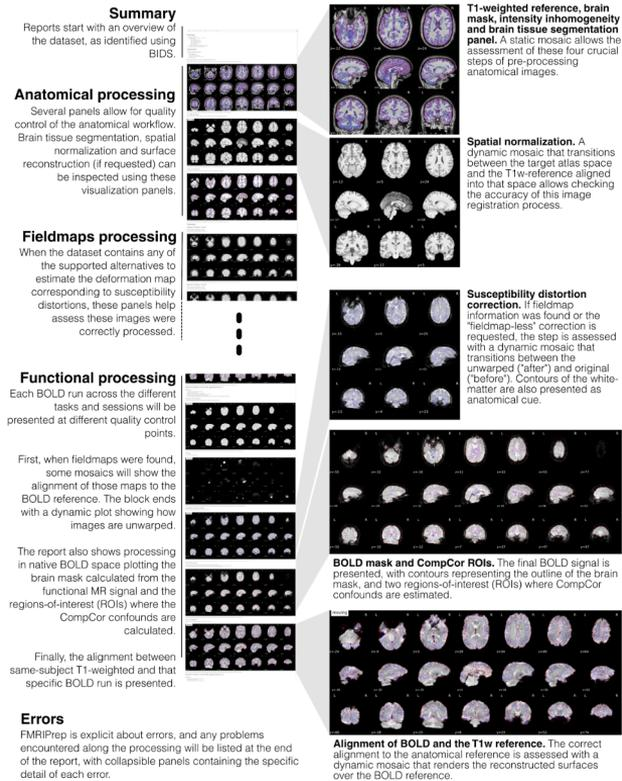 Summary
Reports start with an overview of
the dataset, as identified using
BIDS.
Anatomical processing
Several panels allow for quality
control of the anatomical workflow.
Brain tissue segmentation, spatial
normalization and surface
reconstruction (if requested) can
be inspected using these
visualization panels.
Fieldmaps processing
When the dataset contains any of
the supported alternatives to
estimate the deformation map
corresponding to susceptibility
distortions, these panels help
assess these images were
correctly processed.
Functional processing
Each BOLD run across the different
tasks and sessions will be
presented at different quality control
points.
First, when fieldmaps were found,
some mosaics will show the
alignment of those maps to the
BOLD reference. The block ends
with a dynamic plot showing how
images are unwarped.
The report also shows processing
in native BOLD space plotting the
brain mask calculated from the
functional MR signal and the
regions-of-interest (ROIs) where the
CompCor confounds are
calculated.
Finally, the alignment between
same-subject T1-weighted and that
specific BOLD run is presented.
Errors
FMRIPrep is explicit about errors, and any problems
encountered along the processing will be listed at the end
of the report, with collapsible panels containing the specific
detail of each error.
T1-weighted reference, brain
mask, intensity inhomogeneity
and brain tissue segmentation
panel. A static mosaic allows the
assessment of these four crucial
steps of pre-processing
anatomical images.
Spatial normalization. A
dynamic mosaic that transitions
between the target atlas space
and the T1w-reference aligned
into that space allows checking
the accuracy of this image
registration process.
Susceptibility distortion
correction. If fieldmap
information was found or the
"fieldmap-less" correction is
requested, the step is assessed
with a dynamic mosaic that
transitions between the
unwarped ("after") and original
("before"). Contours of the white-
matter are also presented as
anatomical cue.
BOLD mask and CompCor ROIs. The final BOLD signal is
presented, with contours representing the outline of the brain
mask, and two regions-of-interest (ROIs) where CompCor
confounds are estimated.
Alignment of BOLD and the T1w reference. The correct
alignment to the anatomical reference is assessed with a
dynamic mosaic that renders the reconstructed surfaces
over the BOLD reference.